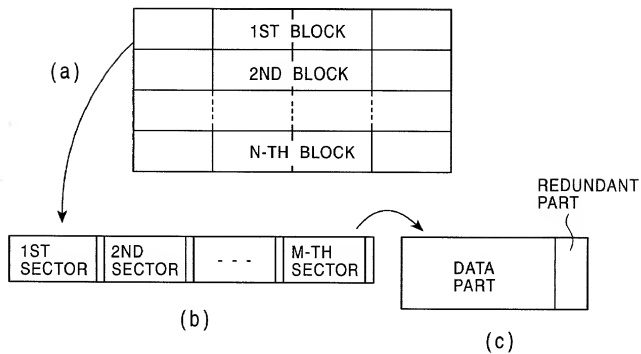 1ST BLOCK
(a)
2ND BLOCK
N-TH BLOCK
REDUNDANT
PART
1ST
SECTOR
2ND
SECTOR
- - -
M-TH
SECTOR
DATA
PART
(b)
(c)